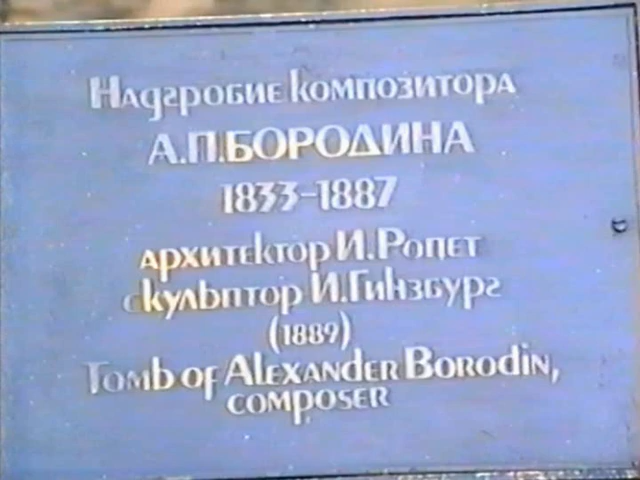 Надгробие композитора
А.П.БОРОДИНА
1833-1887
архитектор И.Ропет
скульптор И.Гинзбург
(1889)
Tomb of Alexander Borodin,
composer